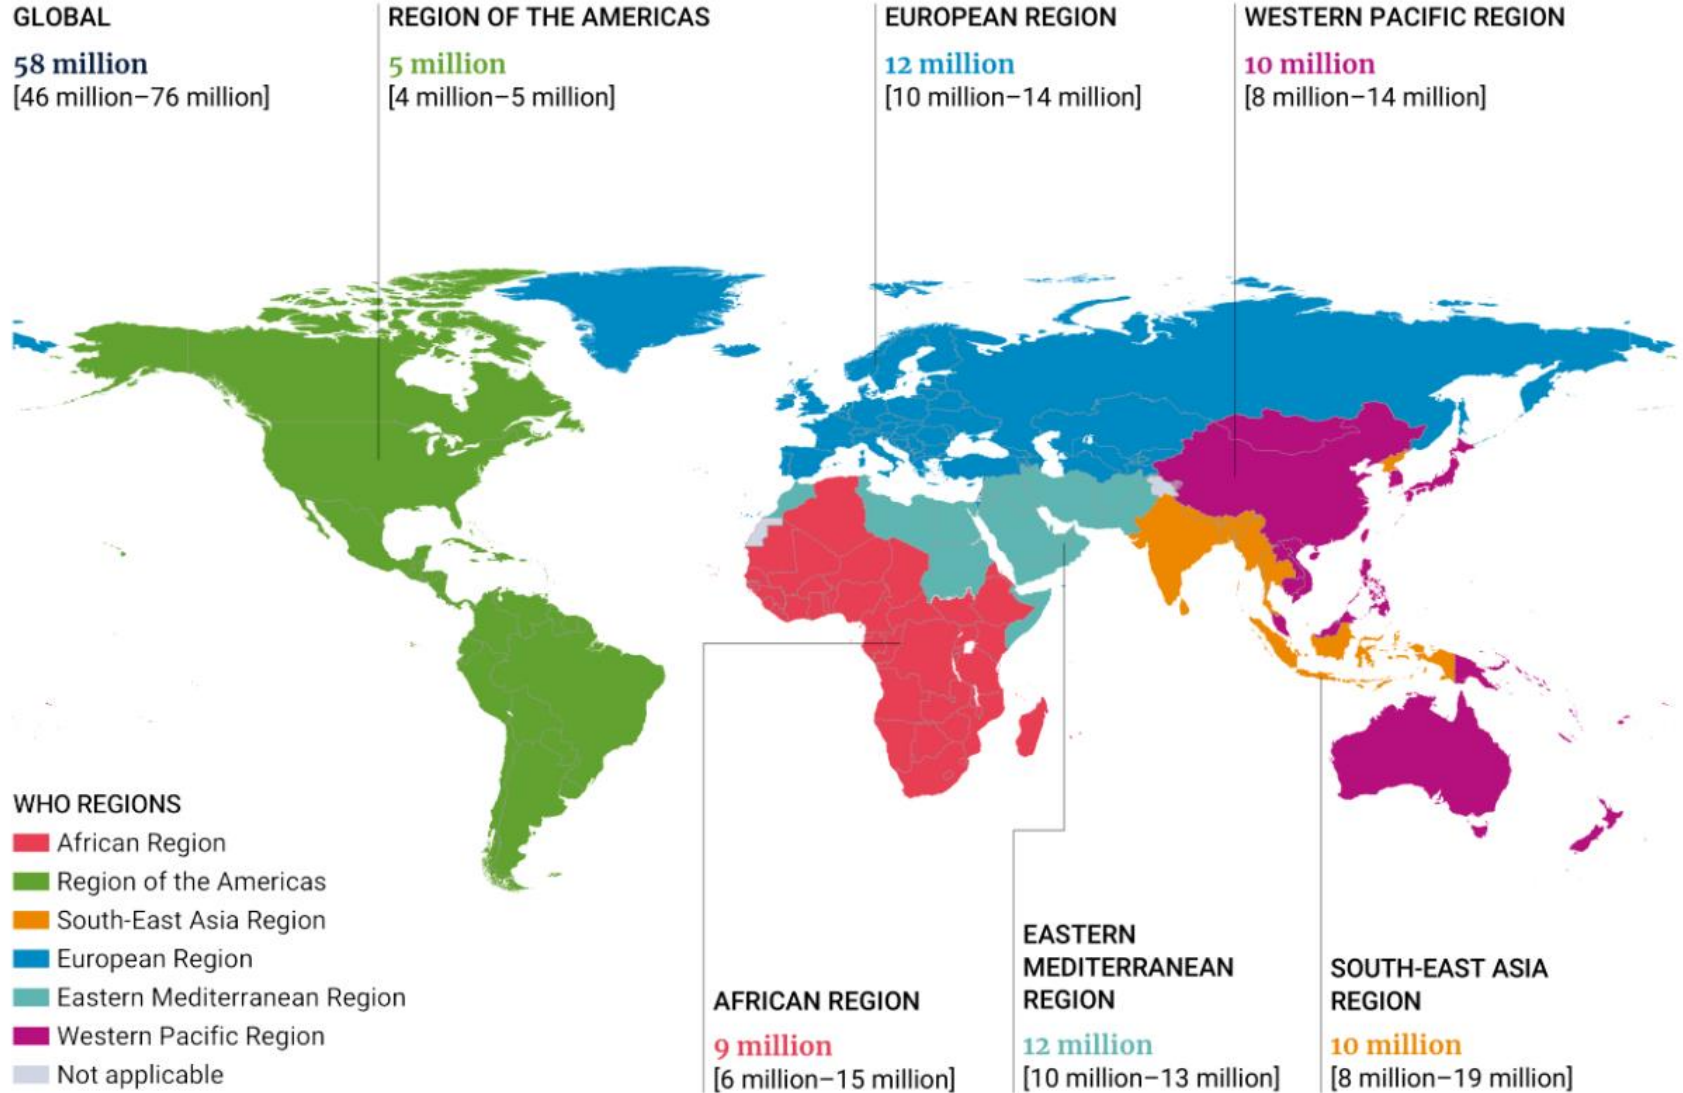 GLOBAL
58 million
[46 million–76 million]
REGION OF THE AMERICAS
5 million
[4 million–5 million]
EUROPEAN REGION
12 million
[10 million–14 million]
WESTERN PACIFIC REGION
10 million
[8 million–14 million]
WHO REGIONS
African Region
Region of the Americas
South-East Asia Region
European Region
Eastern Mediterranean Region
Western Pacific Region
Not applicable
AFRICAN REGION
9 million
[6 million–15 million]
EASTERN
MEDITERRANEAN
REGION
12 million
[10 million–13 million]
SOUTH-EAST ASIA
REGION
10 million
[8 million–19 million]